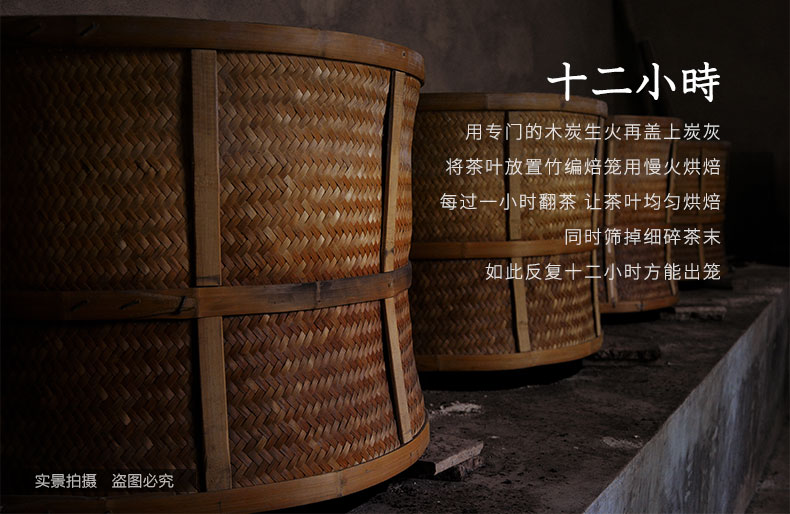 十二小時
用专门的木炭生火再盖上炭灰
将茶叶放置竹编焙笼用慢火烘焙
每过一小时翻茶 让茶叶均匀烘焙
同时筛掉细碎茶末
如此反复十二小时方能出笼
实景拍摄 盗图必究